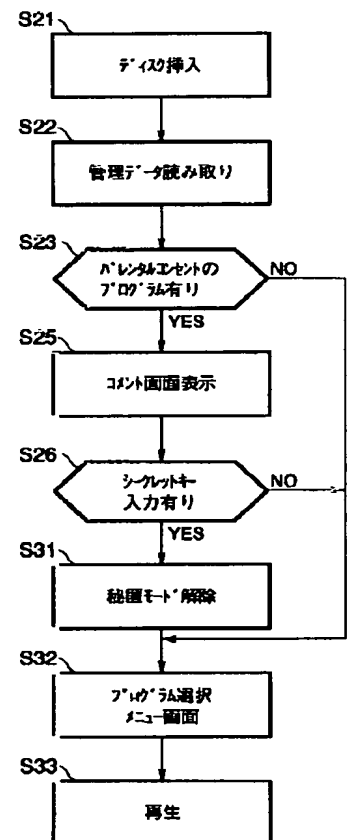 S21
ディスク挿入
S22
管理データ読み取り
S23
パレンタルコンセントの
プログラム有り
NO
YES
S25
コメント画面表示
S26
シークレットキー
入力有り
NO
YES
S31
秘匿モード解除
S32
プログラム選択
メニュー画面
S33
再生